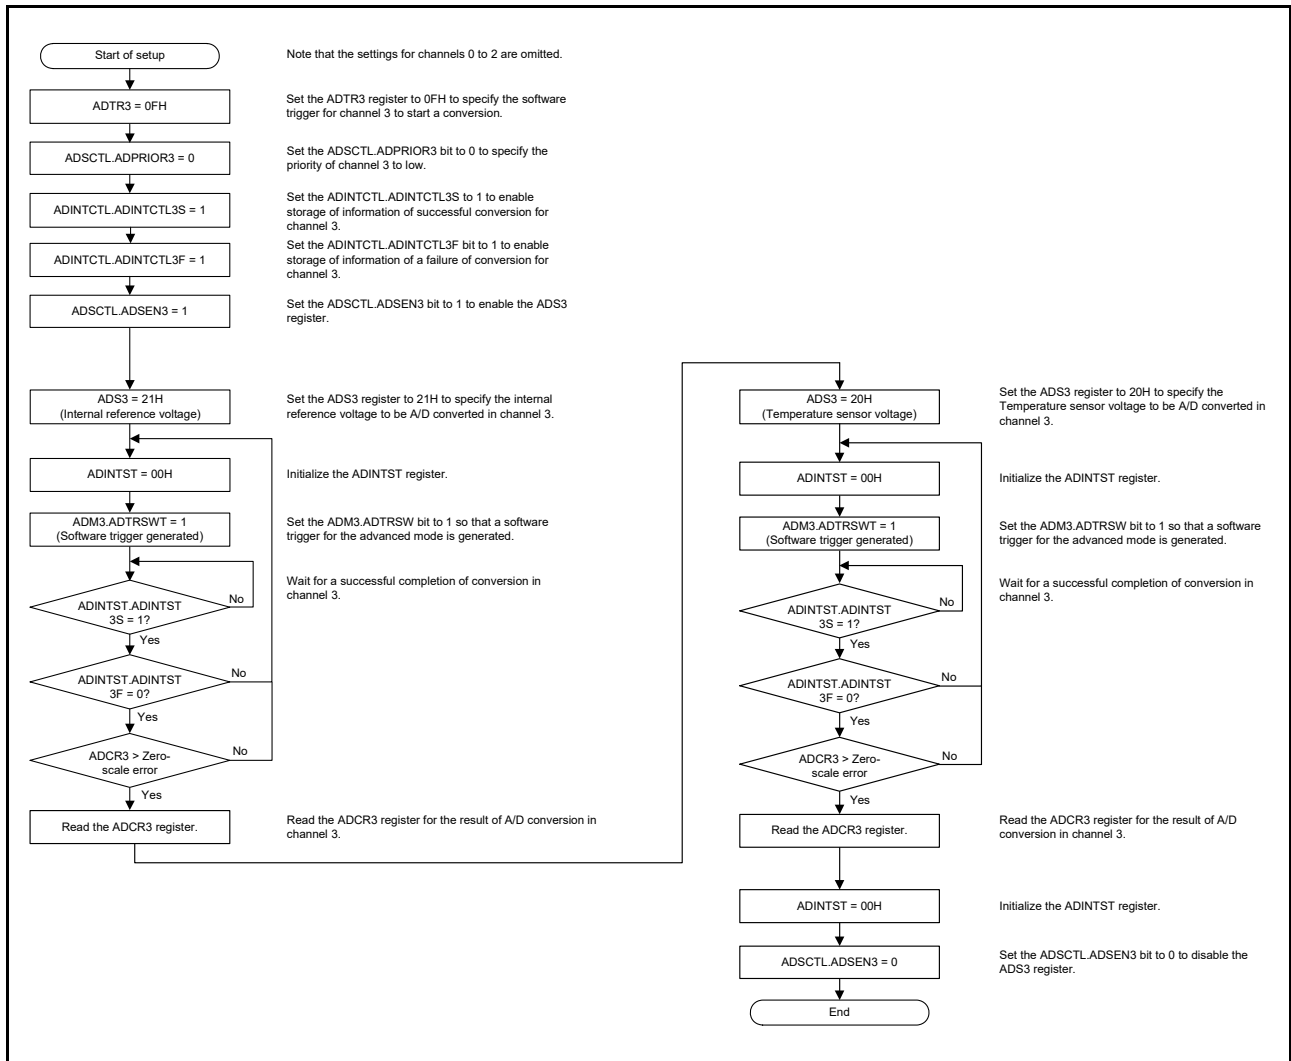 Start of setup
Note that the settings for channels 0 to 2 are omitted.
ADTR3 = 0FH
Set the ADTR3 register to 0FH to specify the software
trigger for channel 3 to start a conversion.
ADSCTL.ADPRIOR3 = 0
Set the ADSCTL.ADPRIOR3 bit to 0 to specify the
priority of channel 3 to low.
ADINTCTL.ADINTCTL3S = 1
Set the ADINTCTL.ADINTCTL3S to 1 to enable
storage of information of successful conversion for
channel 3.
ADINTCTL.ADINTCTL3F = 1
Set the ADINTCTL.ADINTCTL3F bit to 1 to enable
storage of information of a failure of conversion for
channel 3.
ADSCTL.ADSEN3 = 1
Set the ADSCTL.ADSEN3 bit to 1 to enable the ADS3
register.
ADS3 = 21H
(Internal reference voltage)
Set the ADS3 register to 21H to specify the internal
reference voltage to be A/D converted in channel 3.
ADINTST = 00H
Initialize the ADINTST register.
ADM3.ADTRSWT = 1
(Software trigger generated)
Set the ADM3.ADTRSW bit to 1 so that a software
trigger for the advanced mode is generated.
Wait for a successful completion of conversion in
channel 3.
ADINTST.ADINTST
3S = 1?
No
Yes
ADINTST.ADINTST
3F = 0?
No
Yes
ADCR3 > Zero-
scale error
No
Yes
Read the ADCR3 register.
Read the ADCR3 register for the result of A/D conversion in
channel 3.
ADS3 = 20H
(Temperature sensor voltage)
Set the ADS3 register to 20H to specify the
Temperature sensor voltage to be A/D converted in
channel 3.
ADINTST = 00H
Initialize the ADINTST register.
ADM3.ADTRSWT = 1
(Software trigger generated)
Set the ADM3.ADTRSW bit to 1 so that a software
trigger for the advanced mode is generated.
Wait for a successful completion of conversion in
channel 3.
ADINTST.ADINTST
3S = 1?
No
Yes
ADINTST.ADINTST
3F = 0?
No
Yes
ADCR3 > Zero-
scale error
No
Yes
Read the ADCR3 register.
Read the ADCR3 register for the result of A/D
conversion in channel 3.
ADINTST = 00H
Initialize the ADINTST register.
ADSCTL.ADSEN3 = 0
Set the ADSCTL.ADSEN3 bit to 0 to disable the
ADS3 register.
End